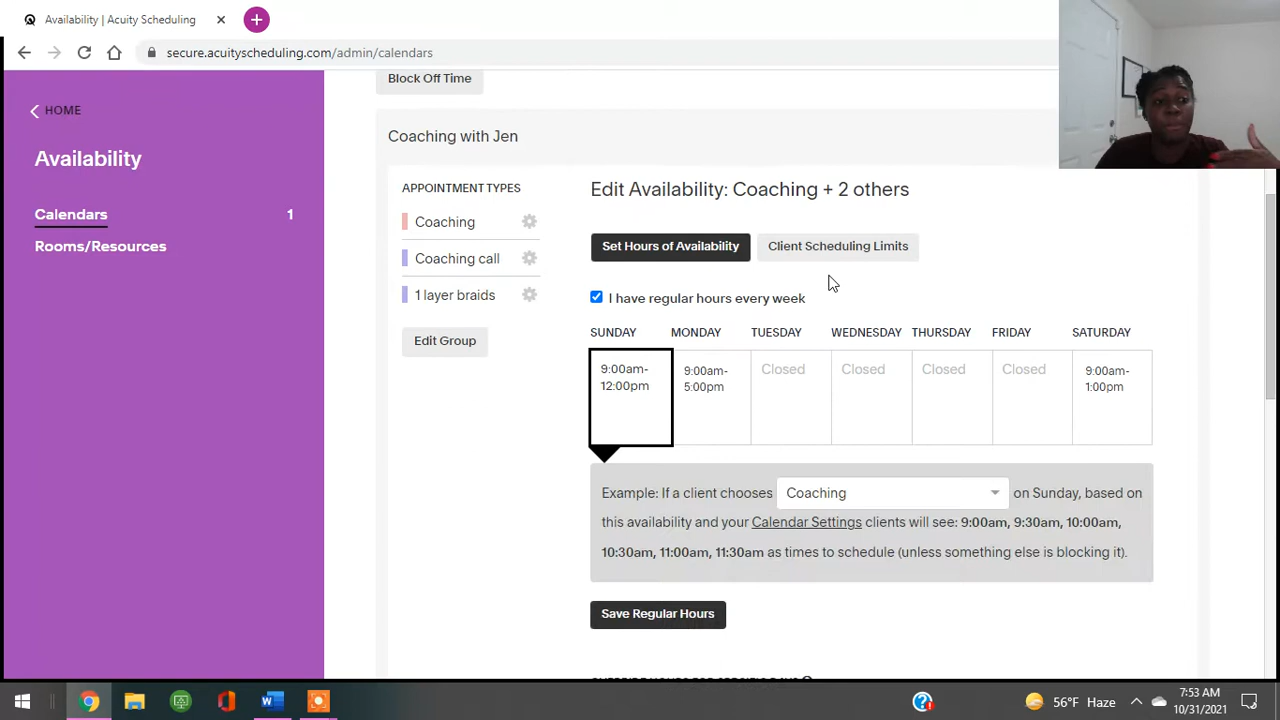 Availability | Acuity Scheduling
secure.acuityscheduling.com/admin/calendars
HOME
Availability
Calendars 1
Rooms/Resources
Block Off Time
Coaching with Jen
APPOINTMENT TYPES
Coaching
Coaching call
1 layer braids
Edit Group
Edit Availability: Coaching + 2 others
Set Hours of Availability Client Scheduling Limits
I have regular hours every week
SUNDAY MONDAY TUESDAY WEDNESDAY THURSDAY FRIDAY SATURDAY
9:00am- 9:00am- Closed Closed Closed Closed 9:00am-
12:00pm 5:00pm 1:00pm
Example: If a client chooses Coaching on Sunday, based on
this availability and your Calendar Settings clients will see: 9:00am, 9:30am, 10:00am,
10:30am, 11:00am, 11:30am as times to schedule (unless something else is blocking it).
Save Regular Hours
56°F Haze
7:53 AM
10/31/2021